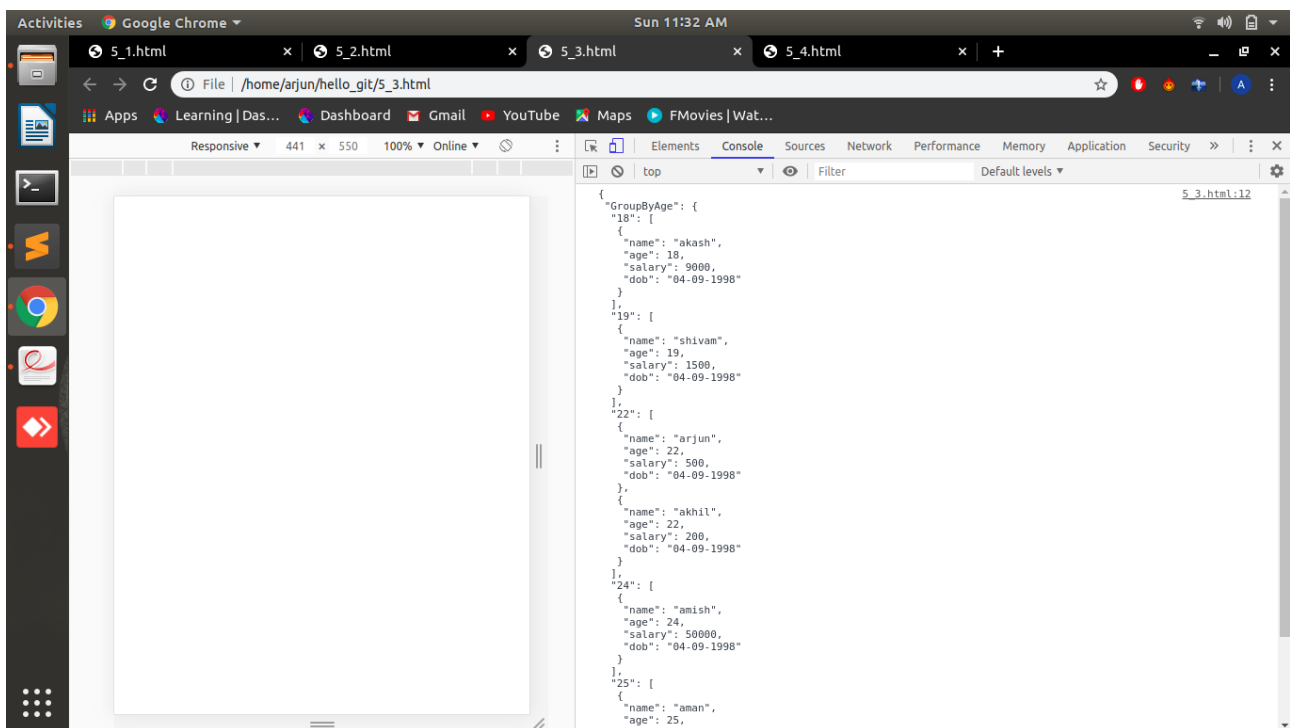 Activities Google Chrome ▾ Sun 11:32 AM
5_1.html × 5_2.html × 5_3.html × 5_4.html × +
File | /home/arjun/hello_git/5_3.html A
Apps Learning | Das... Dashboard Gmail YouTube Maps FMovies | Wat...
Responsive ▼ 441 × 550 100% ▼ Online ▼ Elements Console Sources Network Performance Memory Application Security »
top ▼ Filter Default levels ▼
{ 5_3.html:12
"GroupByAge": {
"18": [
{
"name": "akash",
"age": 18,
"salary": 9000,
"dob": "04-09-1998"
}
],
"19": [
{
"name": "shivam",
"age": 19,
"salary": 1500,
"dob": "04-09-1998"
}
],
"22": [
{
"name": "arjun",
"age": 22,
"salary": 500,
"dob": "04-09-1998"
},
{
"name": "akhil",
"age": 22,
"salary": 200,
"dob": "04-09-1998"
}
],
"24": [
{
"name": "amish",
"age": 24,
"salary": 50000,
"dob": "04-09-1998"
}
],
"25": [
{
"name": "aman",
"age": 25,